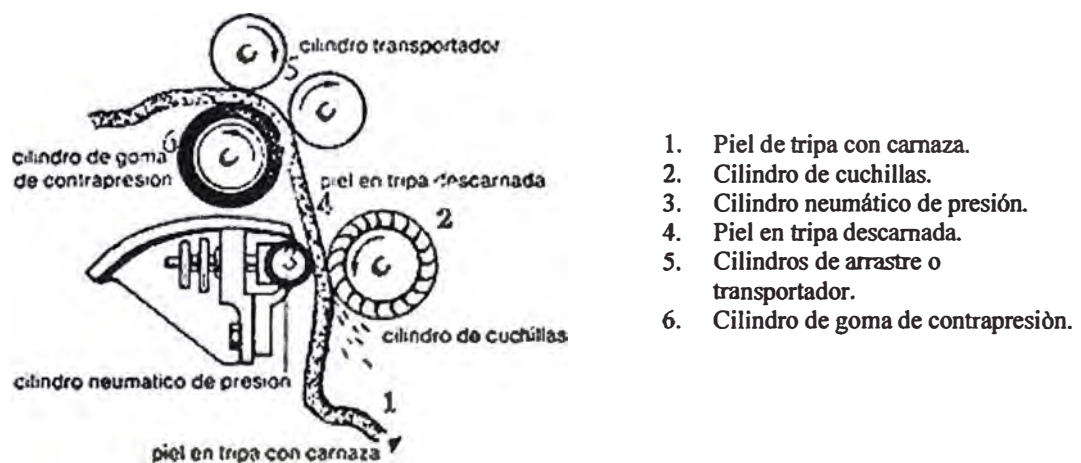 cilindro transportador
5
6
cilindro de goma
de contrapresión
piel en tripa descarnada
4
2
3
cilindro de cuchillas
cilindro neumatico de presion
1
piel en tripa con carnaza
1. Piel de tripa con carnaza.
2. Cilindro de cuchillas.
3. Cilindro neumático de presión.
4. Piel en tripa descarnada.
5. Cilindros de arrastre o
transportador.
6. Cilindro de goma de contrapresiòn.